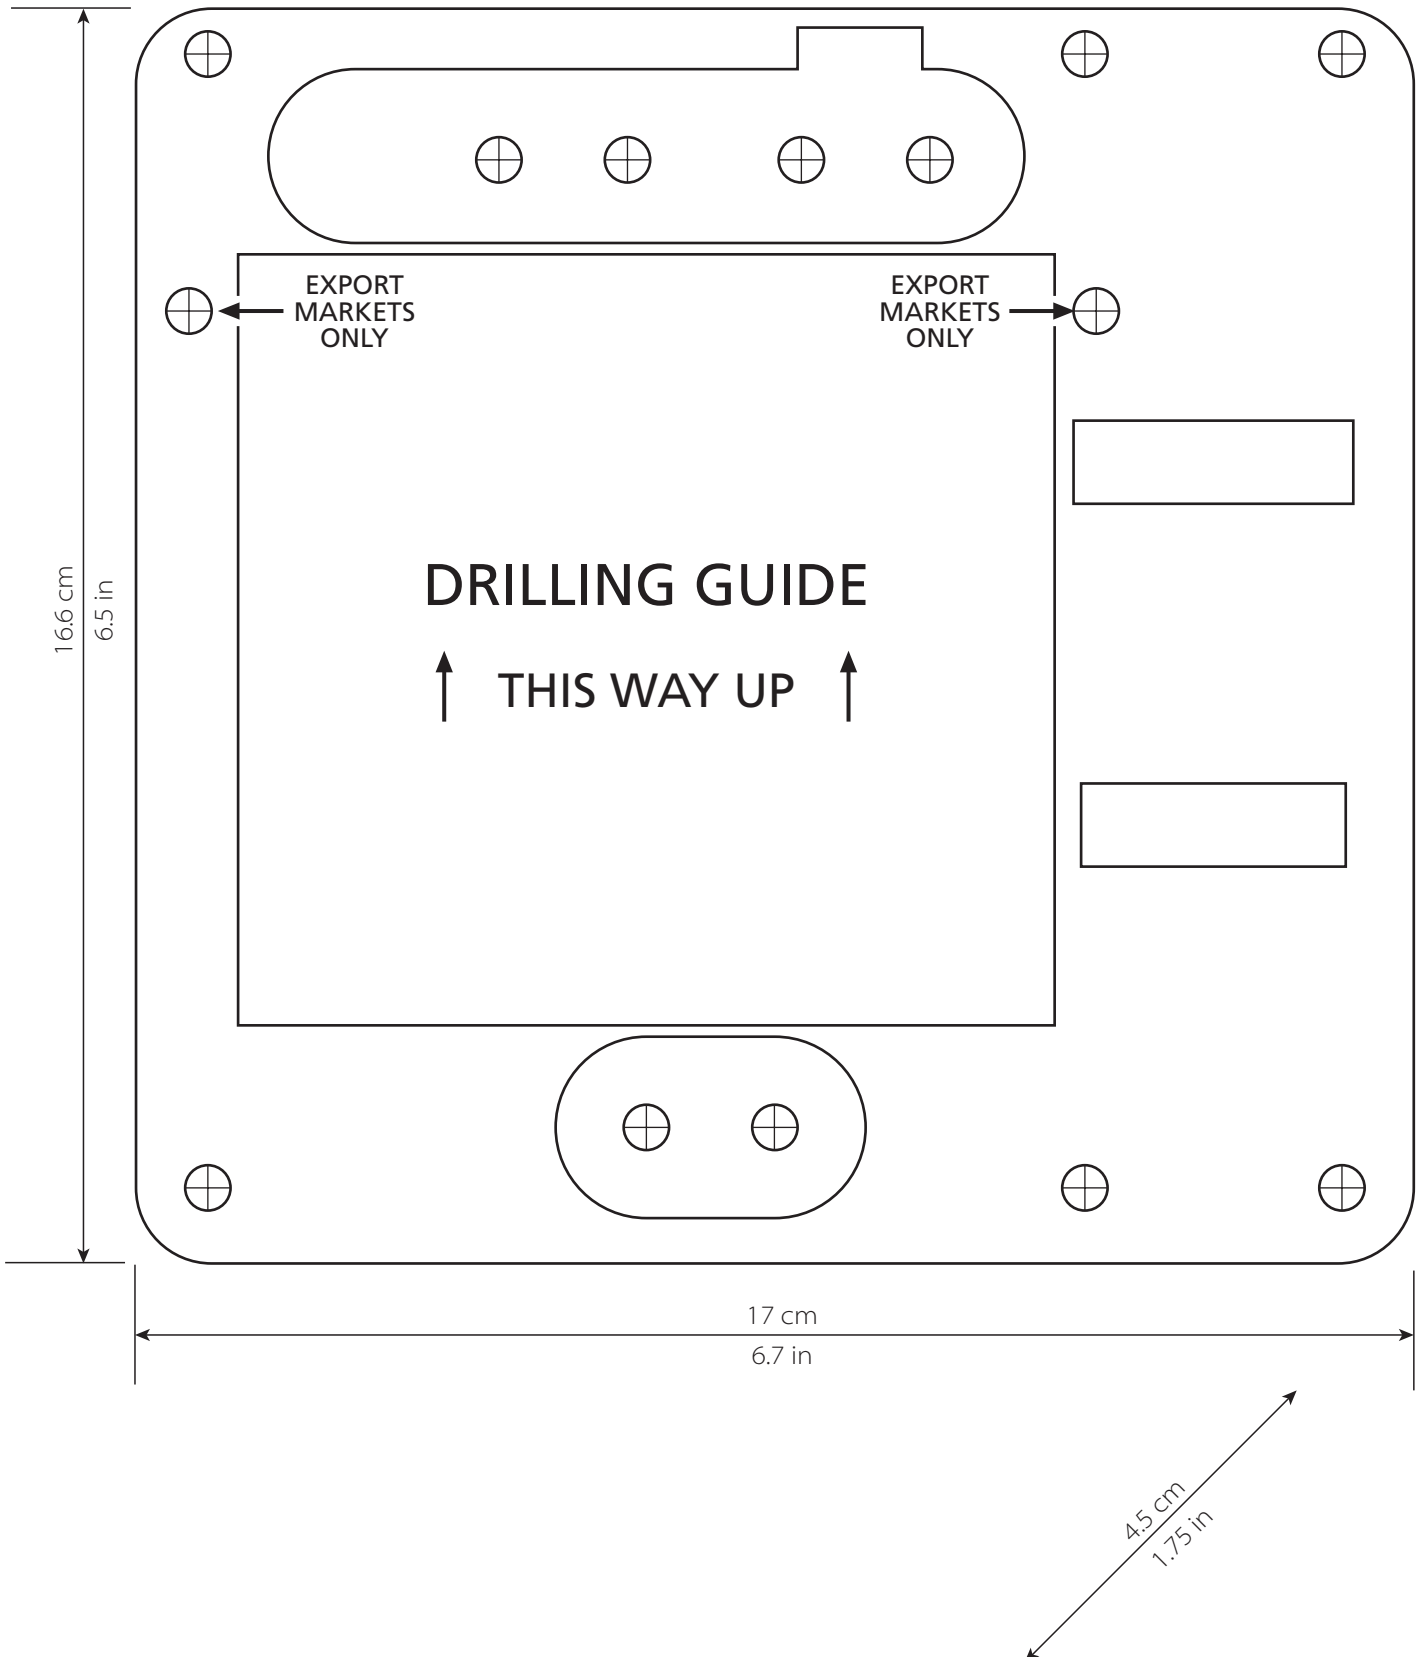 EXPORT
MARKETS
ONLY
EXPORT
MARKETS
ONLY
16.6 cm
6.5 in
DRILLING GUIDE
THIS WAY UP
17 cm
6.7 in
4.5 cm
1.75 in